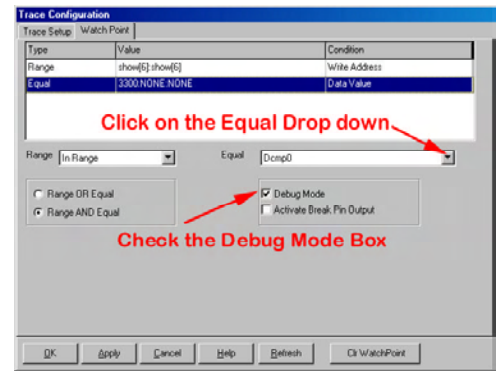 Trace Configuration
Trace Setup Watch Point
Type Value Condition
Range show[6]:show[6] Write Address
Equal 3300:NONE:NONE Data Value
Click on the Equal Drop down
Range In Range Equal Dcmp0
Range OR Equal Debug Mode
Range AND Equal Activate Break Pin Output
Check the Debug Mode Box
OK Apply Cancel Help Refresh Clr WatchPoint